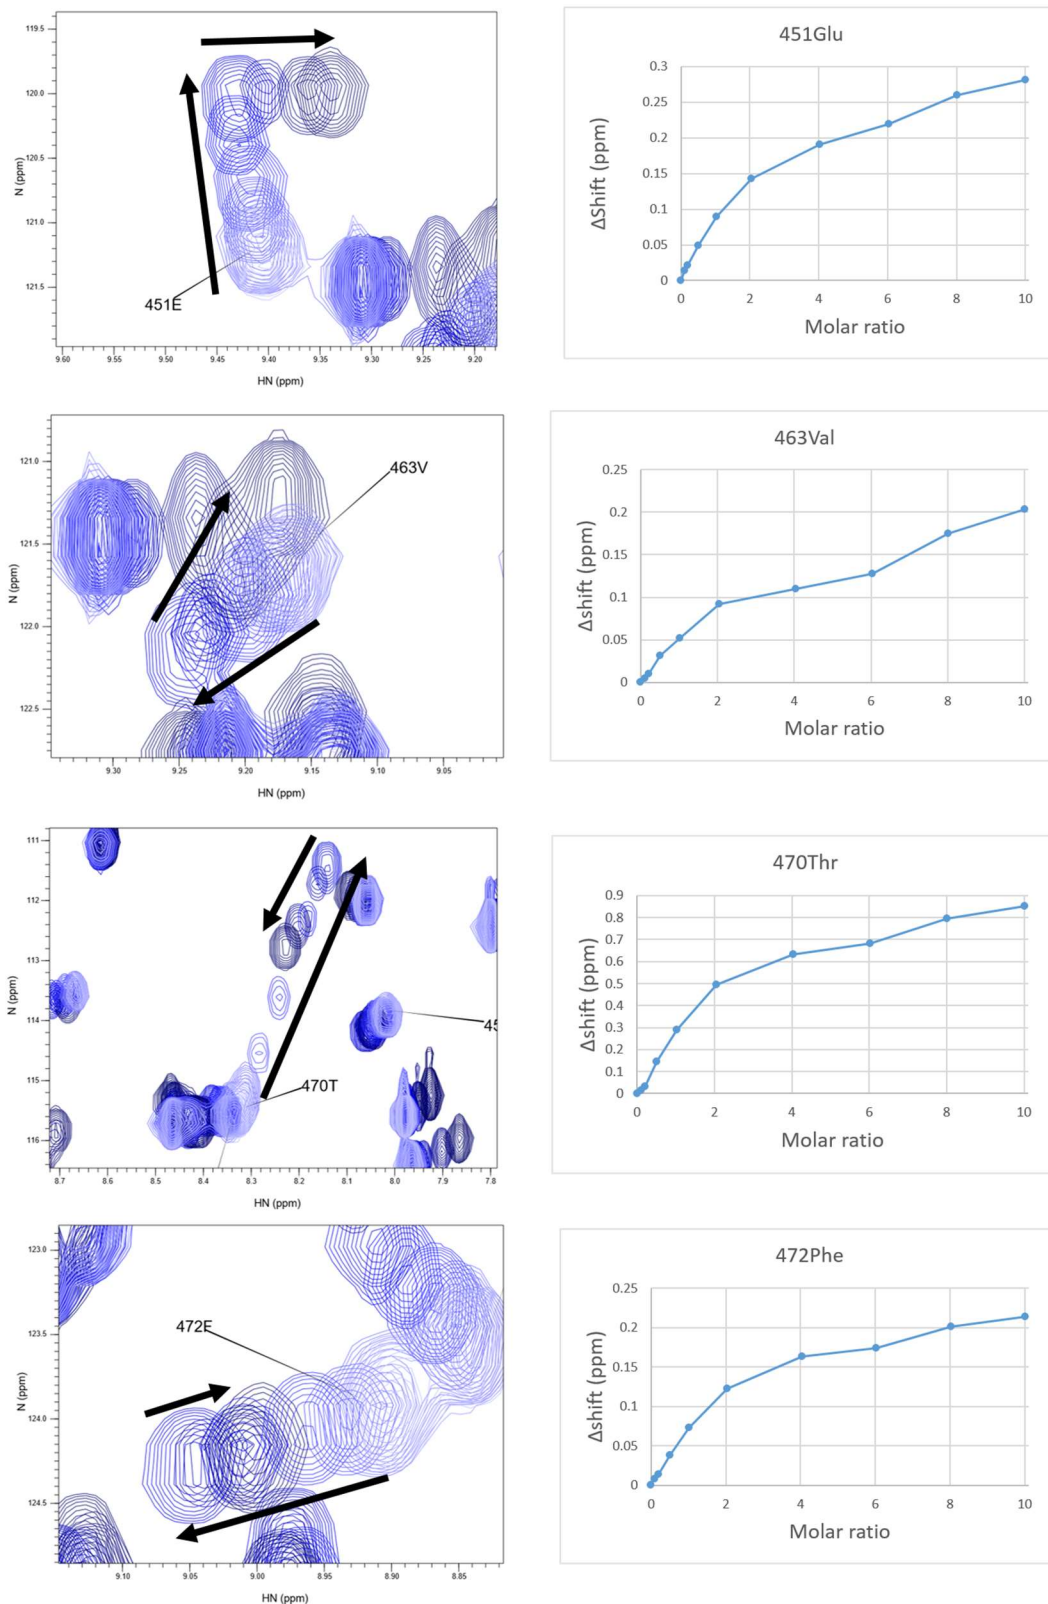 119.5
120.0
120.5
121.0
121.5
N (ppm)
451E
9.60 9.55 9.50 9.45 9.40 9.35 9.30 9.25 9.20
HN (ppm)
451Glu
0.3
0.25
0.2
0.15
0.1
0.05
0
ΔShift (ppm)
0 2 4 6 8 10
Molar ratio
121.0
121.5
122.0
122.5
N (ppm)
463V
9.30 9.25 9.20 9.15 9.10 9.05
HN (ppm)
463Val
0.25
0.2
0.15
0.1
0.05
0
Δshift (ppm)
0 2 4 6 8 10
Molar ratio
111
112
113
114
115
116
N (ppm)
45
470T
8.7 8.6 8.5 8.4 8.3 8.2 8.1 8.0 7.9 7.8
HN (ppm)
470Thr
0.9
0.8
0.7
0.6
0.5
0.4
0.3
0.2
0.1
0
Δshift (ppm)
0 2 4 6 8 10
Molar ratio
123.0
123.5
124.0
124.5
N (ppm)
472F
9.10 9.05 9.00 8.95 8.90 8.85
HN (ppm)
472Phe
0.25
0.2
0.15
0.1
0.05
0
Δshift (ppm)
0 2 4 6 8 10
Molar ratio